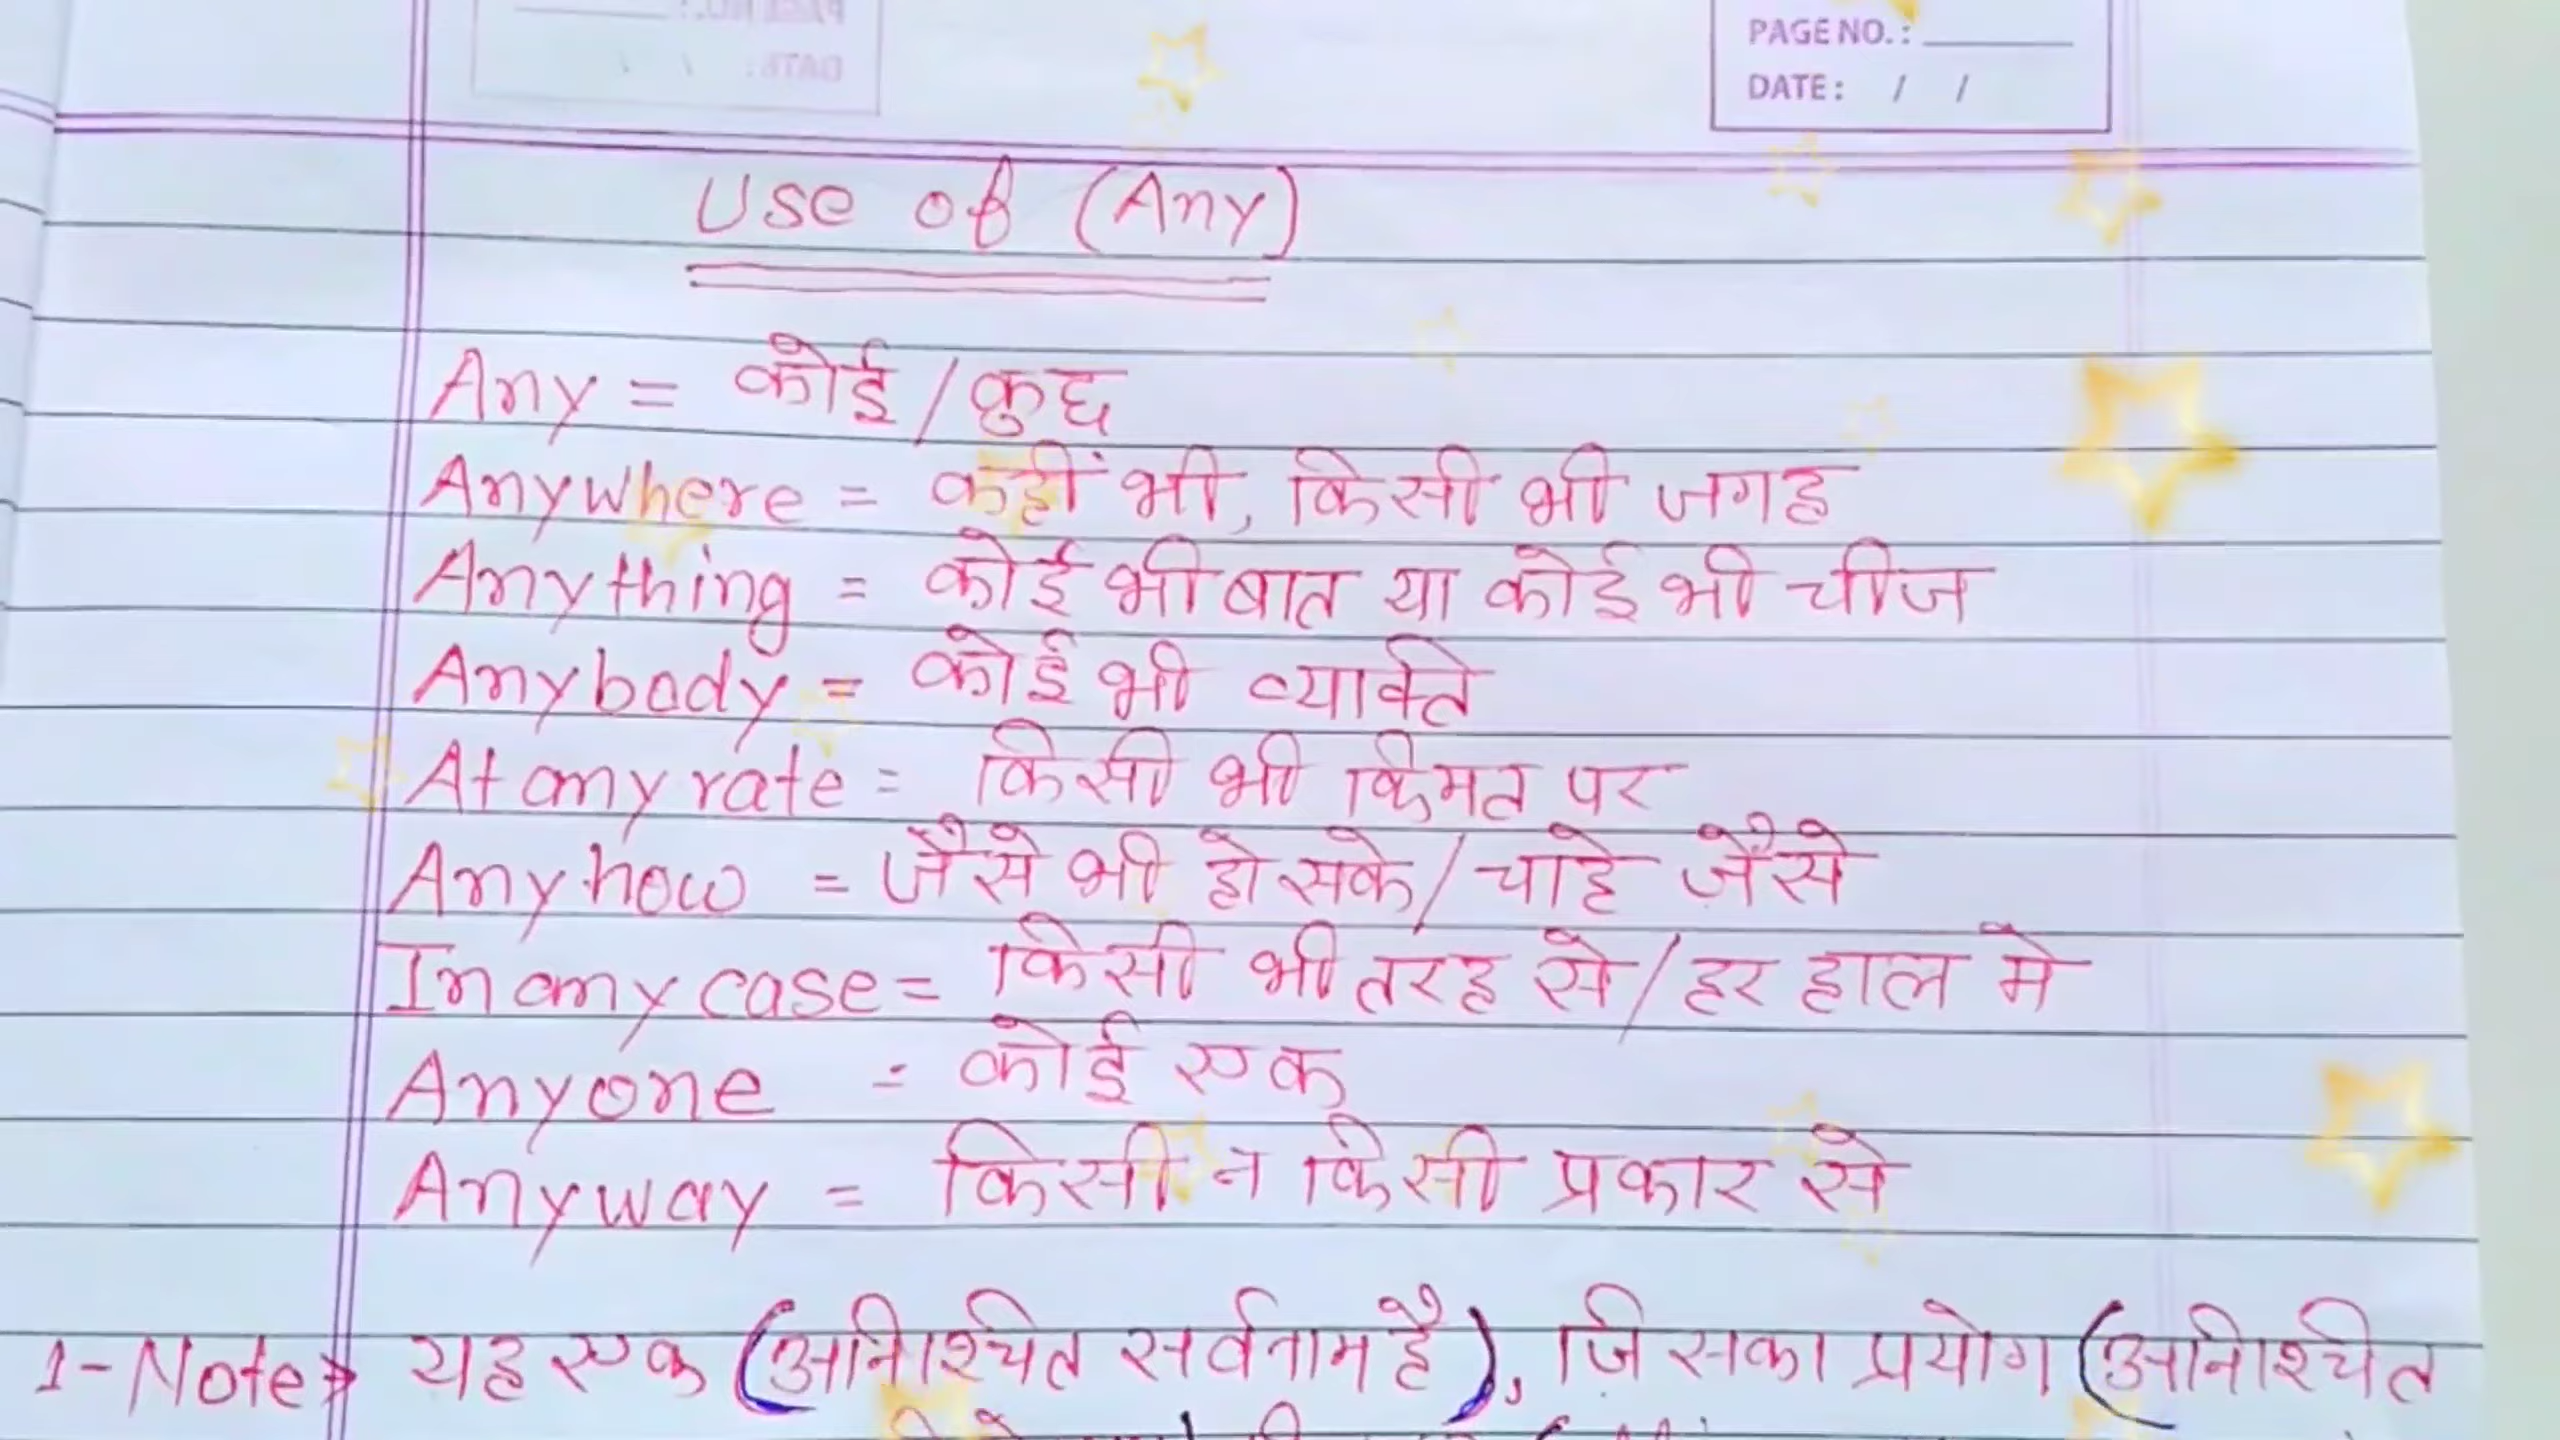 PAGE NO.:
DATE: / /
Use of (Any)
Any = कोई / कुछ
Anywhere = कहीं भी, किसी भी जगह
Anything = कोई भी बात या कोई भी चीज
Anybody = कोई भी व्यक्ति
At any rate = किसी भी किमत पर
Anyhow = जैसे भी हो सके / चाहे जैसे
In any case = किसी भी तरह से / हर हाल मे
Anyone = कोई एक
Anyway = किसी न किसी प्रकार से
1-Note→ यह एक (अनिश्चित सर्वनाम है), जिसका प्रयोग (अनिश्चित